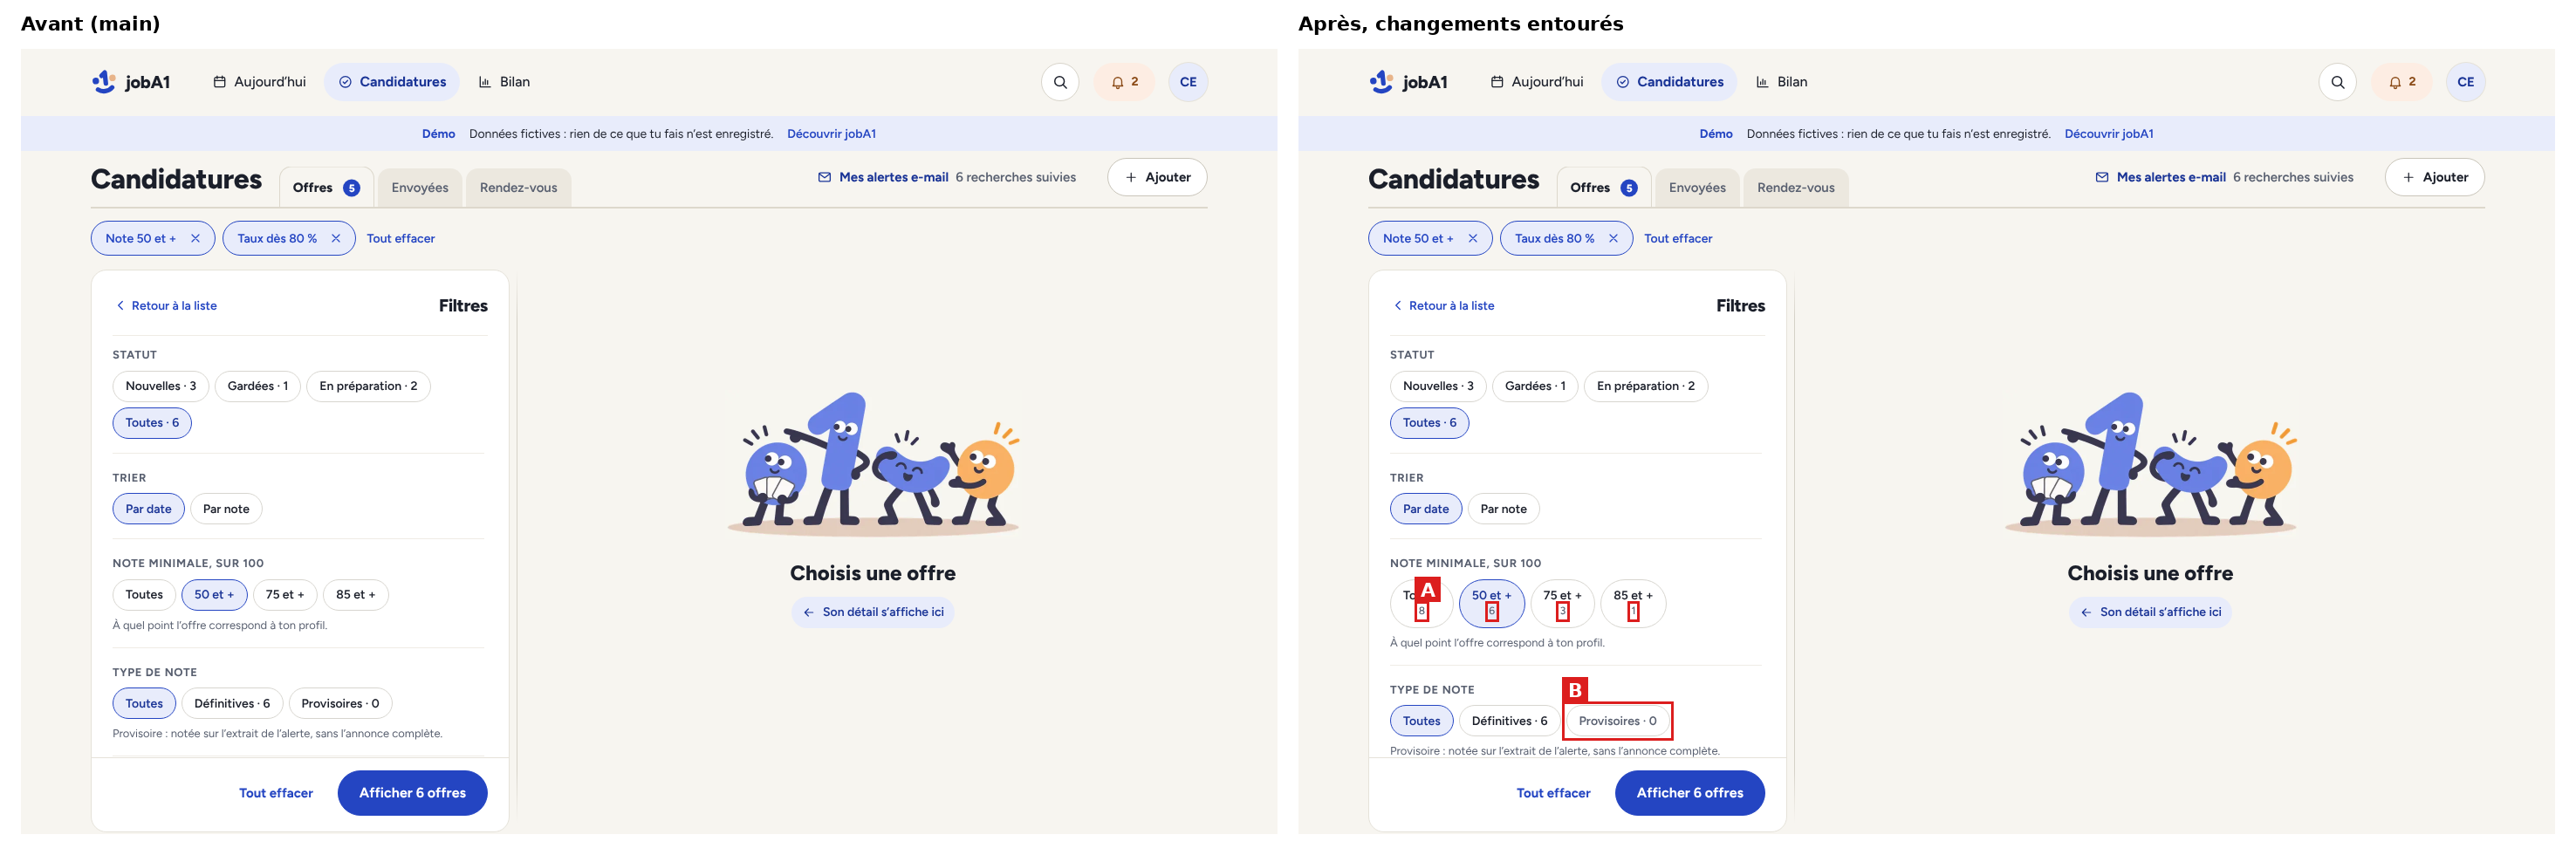 Avant (main)
jobA1
Aujourd'hui
Candidatures
Bilan
2
CE
Démo Données fictives : rien de ce que tu fais n'est enregistré. Découvrir jobA1
Candidatures
Offres 5
Envoyées
Rendez-vous
Mes alertes e-mail 6 recherches suivies
Ajouter
Note 50 et +
Taux dès 80 %
Tout effacer
Retour à la liste
Filtres
STATUT
Nouvelles · 3
Gardées · 1
En préparation · 2
Toutes · 6
TRIER
Par date
Par note
NOTE MINIMALE, SUR 100
Toutes
50 et +
75 et +
85 et +
À quel point l'offre correspond à ton profil.
TYPE DE NOTE
Toutes
Définitives · 6
Provisoires · 0
Provisoire : notée sur l'extrait de l'alerte, sans l'annonce complète.
Tout effacer
Afficher 6 offres
Choisis une offre
Son détail s'affiche ici
Après, changements entourés
jobA1
Aujourd'hui
Candidatures
Bilan
2
CE
Démo Données fictives : rien de ce que tu fais n'est enregistré. Découvrir jobA1
Candidatures
Offres 5
Envoyées
Rendez-vous
Mes alertes e-mail 6 recherches suivies
Ajouter
Note 50 et +
Taux dès 80 %
Tout effacer
Retour à la liste
Filtres
STATUT
Nouvelles · 3
Gardées · 1
En préparation · 2
Toutes · 6
TRIER
Par date
Par note
NOTE MINIMALE, SUR 100
A
50 et +
75 et +
85 et +
8
6
3
1
À quel point l'offre correspond à ton profil.
TYPE DE NOTE
B
Toutes
Définitives · 6
Provisoires · 0
Provisoire : notée sur l'extrait de l'alerte, sans l'annonce complète.
Tout effacer
Afficher 6 offres
Choisis une offre
Son détail s'affiche ici